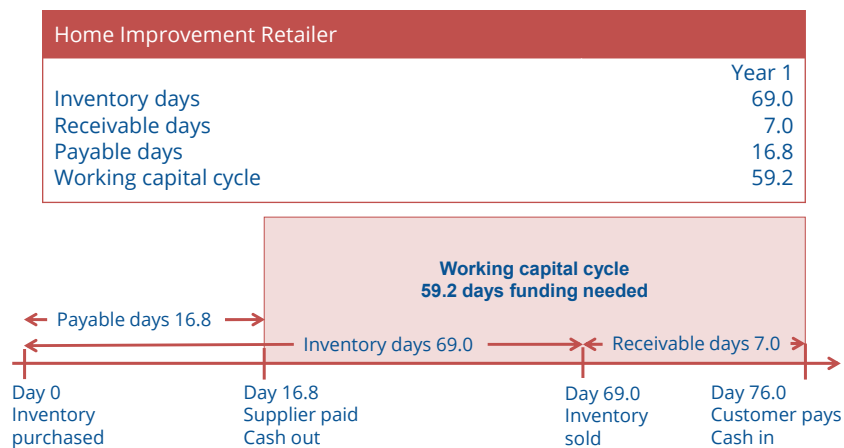 Home Improvement Retailer
Year 1
Inventory days 69.0
Receivable days 7.0
Payable days 16.8
Working capital cycle 59.2
Working capital cycle
59.2 days funding needed
Payable days 16.8
Inventory days 69.0
Receivable days 7.0
Day 0
Inventory
purchased
Day 16.8
Supplier paid
Cash out
Day 69.0
Inventory
sold
Day 76.0
Customer pays
Cash in